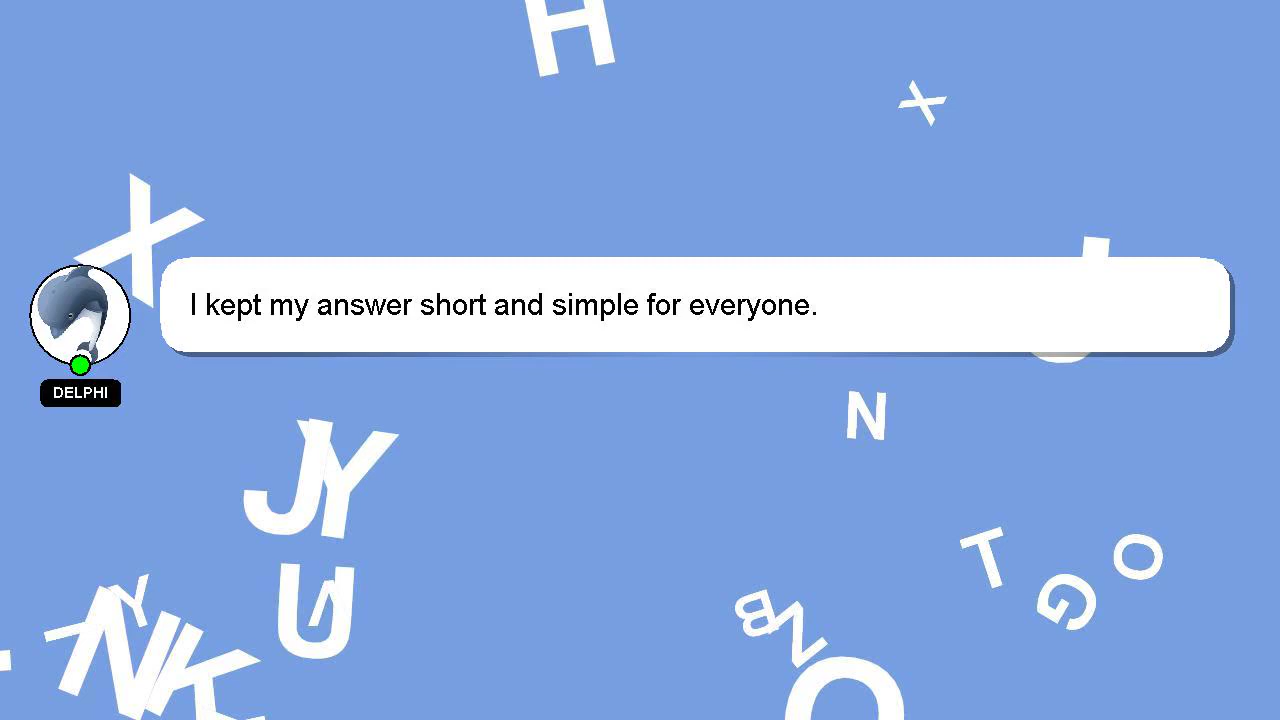 H
X
X
I kept my answer short and simple for everyone.
DELPHI
N
J
Y
T
O
G
U
Y
B
N
N
K
O